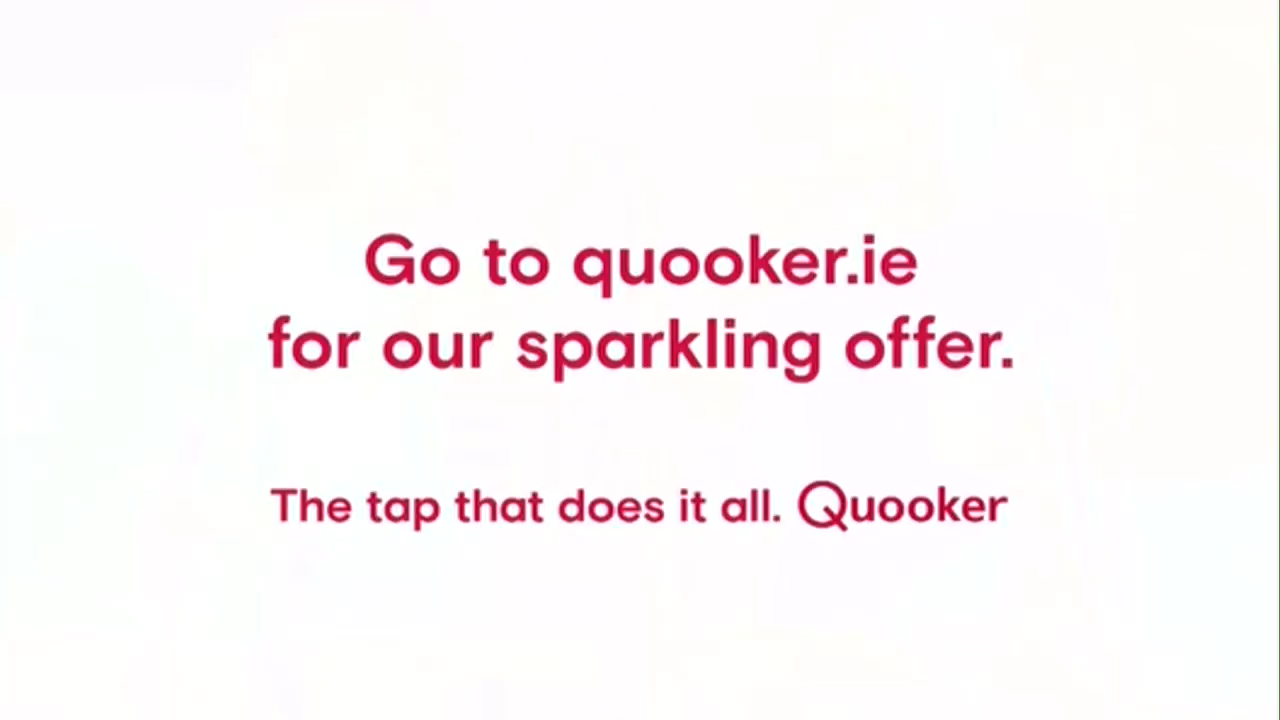 Go to quooker.ie
for our sparkling offer.
The tap that does it all. Quooker